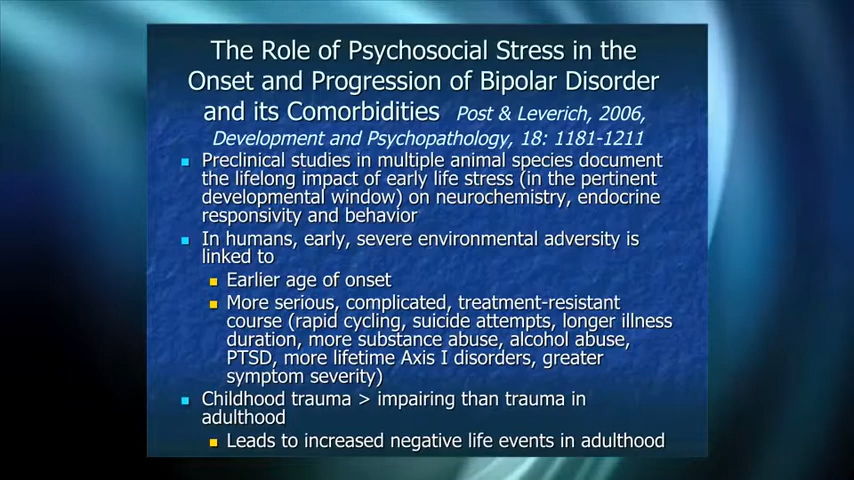 The Role of Psychosocial Stress in the
Onset and Progression of Bipolar Disorder
and its Comorbidities Post & Leverich, 2006,
Development and Psychopathology, 18: 1181-1211
Preclinical studies in multiple animal species document
the lifelong impact of early life stress (in the pertinent
developmental window) on neurochemistry, endocrine
responsivity and behavior
In humans, early, severe environmental adversity is
linked to
Earlier age of onset
More serious, complicated, treatment-resistant
course (rapid cycling, suicide attempts, longer illness
duration, more substance abuse, alcohol abuse,
PTSD, more lifetime Axis I disorders, greater
symptom severity)
Childhood trauma > impairing than trauma in
adulthood
Leads to increased negative life events in adulthood